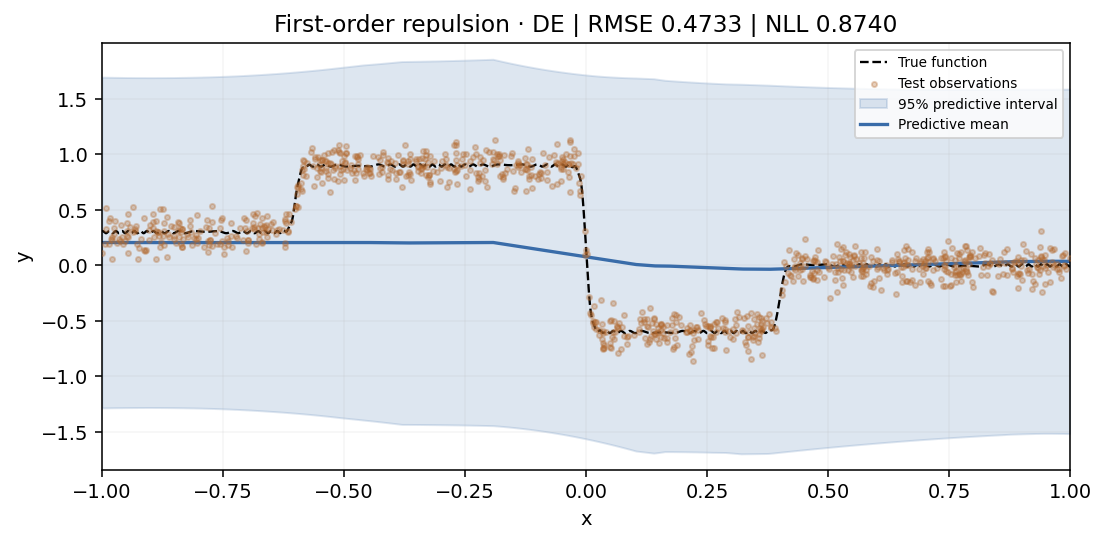 First-order repulsion · DE | RMSE 0.4733 | NLL 0.8740
True function
Test observations
95% predictive interval
Predictive mean
y
1.5
1.0
0.5
0.0
−0.5
−1.0
−1.5
−1.00 −0.75 −0.50 −0.25 0.00 0.25 0.50 0.75 1.00
x